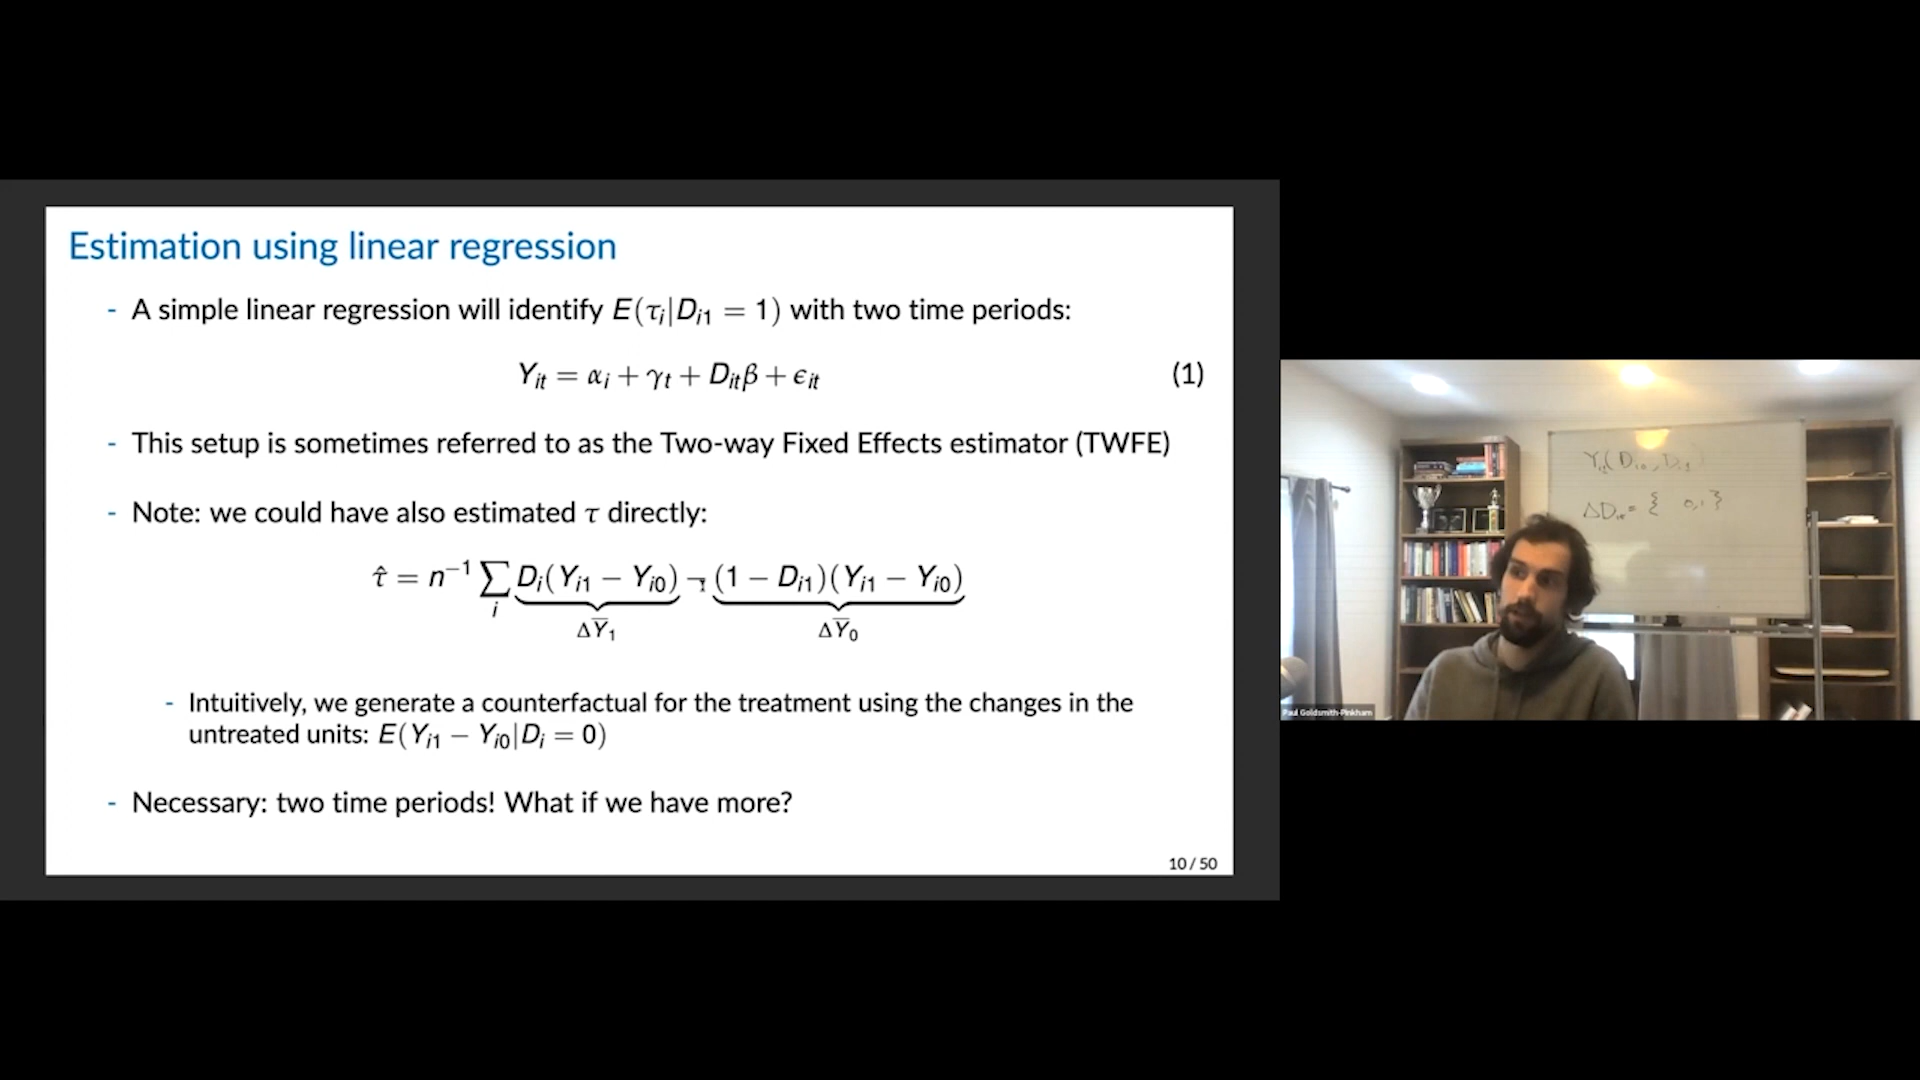 Estimation using linear regression
- A simple linear regression will identify E(τi|Di1 = 1) with two time periods:
Yit = αi + γt + Ditβ + ϵit (1)
- This setup is sometimes referred to as the Two-way Fixed Effects estimator (TWFE)
- Note: we could have also estimated τ directly:
τ̂ = n⁻¹ ∑i Di(Yi1 − Yi0) − (1 − Di1)(Yi1 − Yi0)
ΔY̅1 ΔY̅0
- Intuitively, we generate a counterfactual for the treatment using the changes in the
untreated units: E(Yi1 − Yi0|Di = 0)
- Necessary: two time periods! What if we have more?
10 / 50
Paul Goldsmith-Pinkham